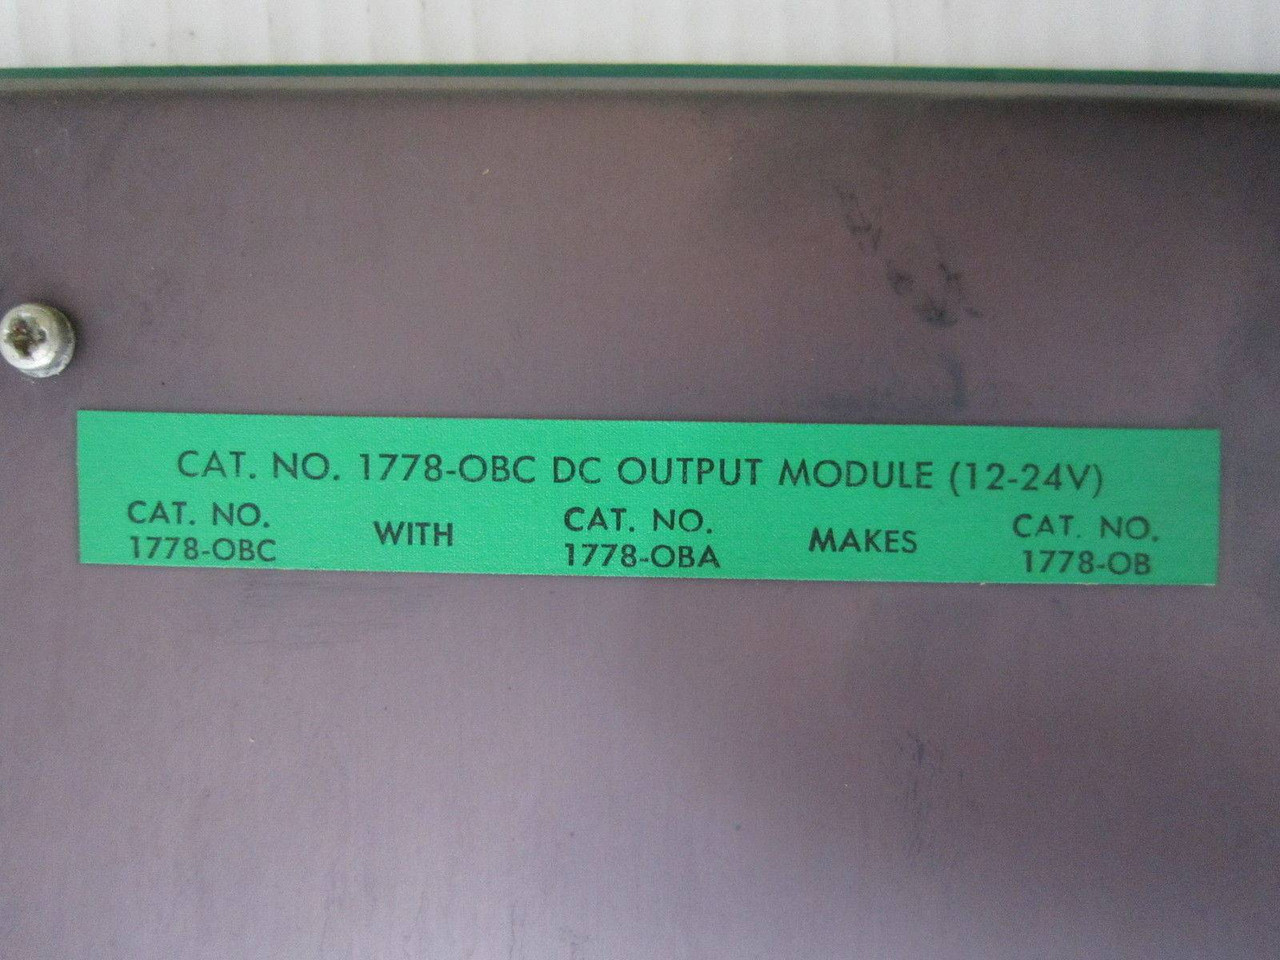 CAT. NO. 1778-OBC DC OUTPUT MODULE (12-24V)
CAT. NO. 1778-OBC WITH CAT. NO. 1778-OBA MAKES CAT. NO. 1778-OB